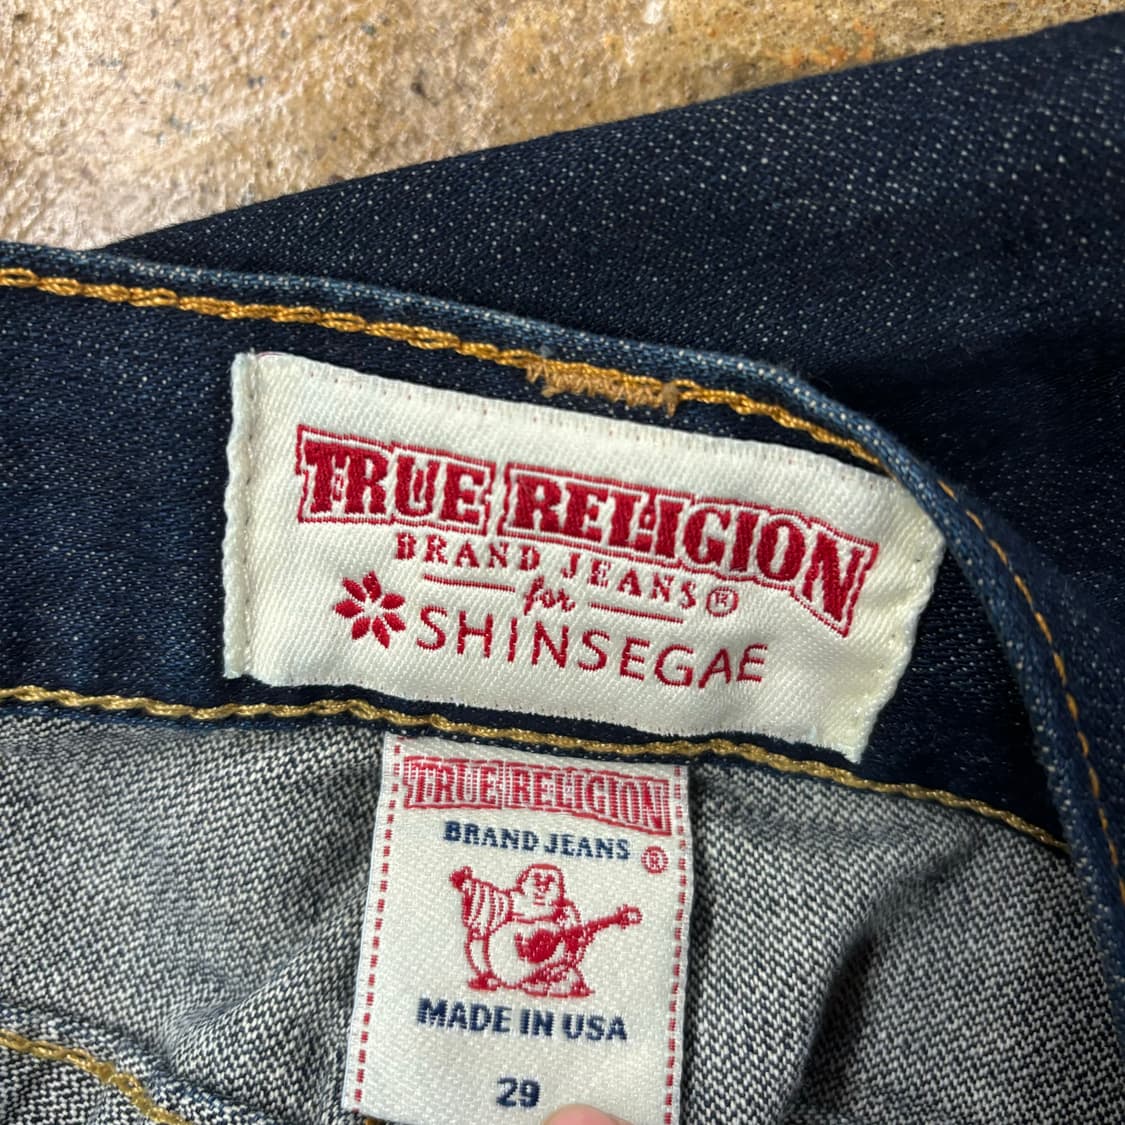 TRUE RELIGION
BRAND JEANS ®
for
SHINSEGAE
TRUE RELIGION
BRAND JEANS ®
MADE IN USA
29